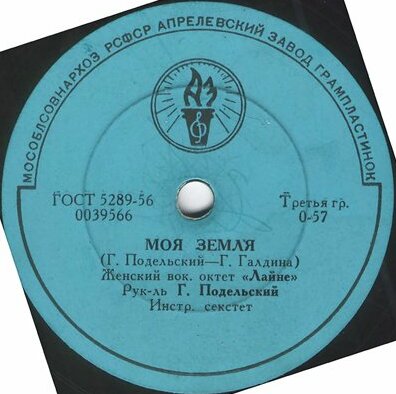 МОСОБЛСОВНАРХОЗ РСФСР АПРЕЛЕВСКИЙ ЗАВОД ГРАМПЛАСТИНОК
АЗ
ГОСТ 5289-56
0039566
Третья гр.
0-57
МОЯ ЗЕМЛЯ
(Г. Подельский—Г. Галдина)
Женский вок. октет «Лайне»
Рук-ль Г. Подельский
Инстр. секстет